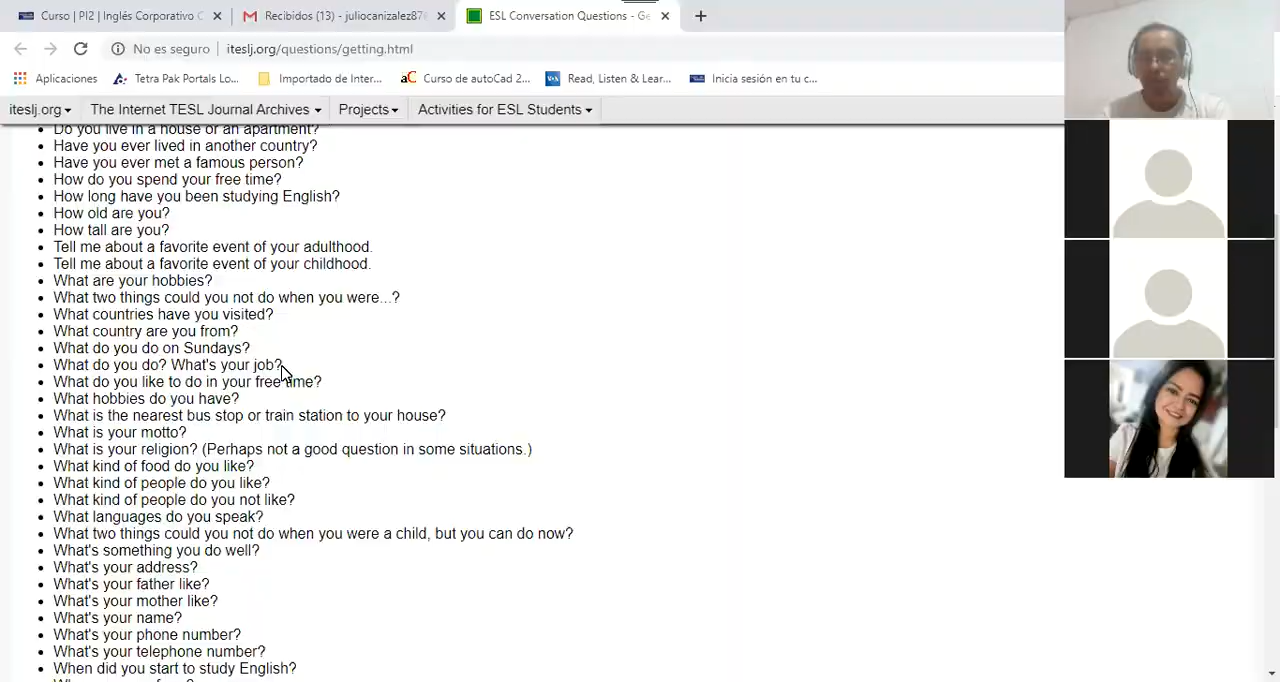 Curso | PI2 | Inglés Corporativo C
Recibidos (13) - juliocanizalez87
ESL Conversation Questions - Ge
No es seguro
iteslj.org/questions/getting.html
Aplicaciones
Tetra Pak Portals Lo...
Importado de Inter...
Curso de autoCad 2...
Read, Listen & Lear...
Inicia sesión en tu c...
iteslj.org
The Internet TESL Journal Archives
Projects
Activities for ESL Students
Do you live in a house or an apartment?
Have you ever lived in another country?
Have you ever met a famous person?
How do you spend your free time?
How long have you been studying English?
How old are you?
How tall are you?
Tell me about a favorite event of your adulthood.
Tell me about a favorite event of your childhood.
What are your hobbies?
What two things could you not do when you were...?
What countries have you visited?
What country are you from?
What do you do on Sundays?
What do you do? What's your job?
What do you like to do in your free time?
What hobbies do you have?
What is the nearest bus stop or train station to your house?
What is your motto?
What is your religion? (Perhaps not a good question in some situations.)
What kind of food do you like?
What kind of people do you like?
What kind of people do you not like?
What languages do you speak?
What two things could you not do when you were a child, but you can do now?
What's something you do well?
What's your address?
What's your father like?
What's your mother like?
What's your name?
What's your phone number?
What's your telephone number?
When did you start to study English?